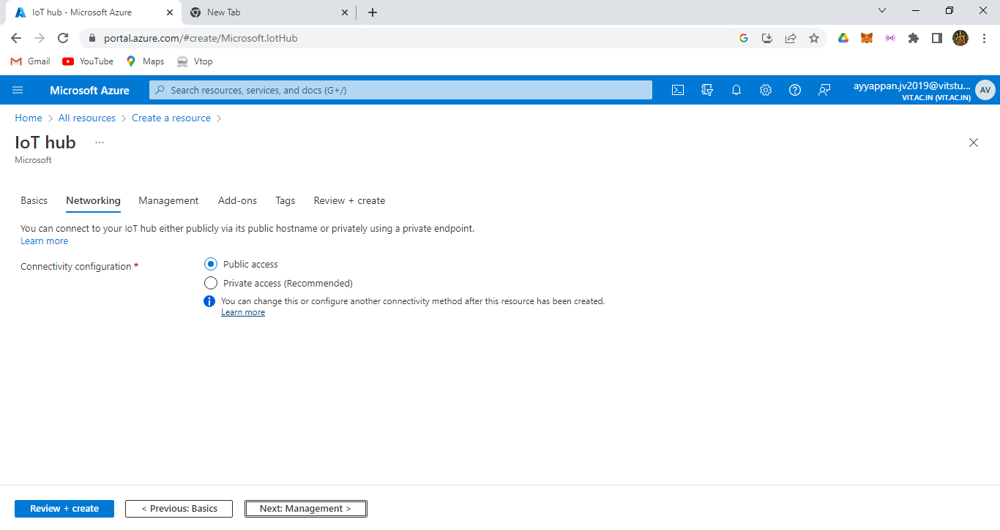 IoT hub - Microsoft Azure
New Tab
portal.azure.com/#create/Microsoft.IotHub
Gmail YouTube Maps Vtop
Microsoft Azure
Search resources, services, and docs (G+/)
ayyappan.jv2019@vitstu...
VIT.AC.IN (VIT.AC.IN)
AV
Home > All resources > Create a resource >
IoT hub ...
Microsoft
Basics Networking Management Add-ons Tags Review + create
You can connect to your IoT hub either publicly via its public hostname or privately using a private endpoint.
Learn more
Connectivity configuration *
Public access
Private access (Recommended)
You can change this or configure another connectivity method after this resource has been created.
Learn more
Review + create
< Previous: Basics
Next: Management >